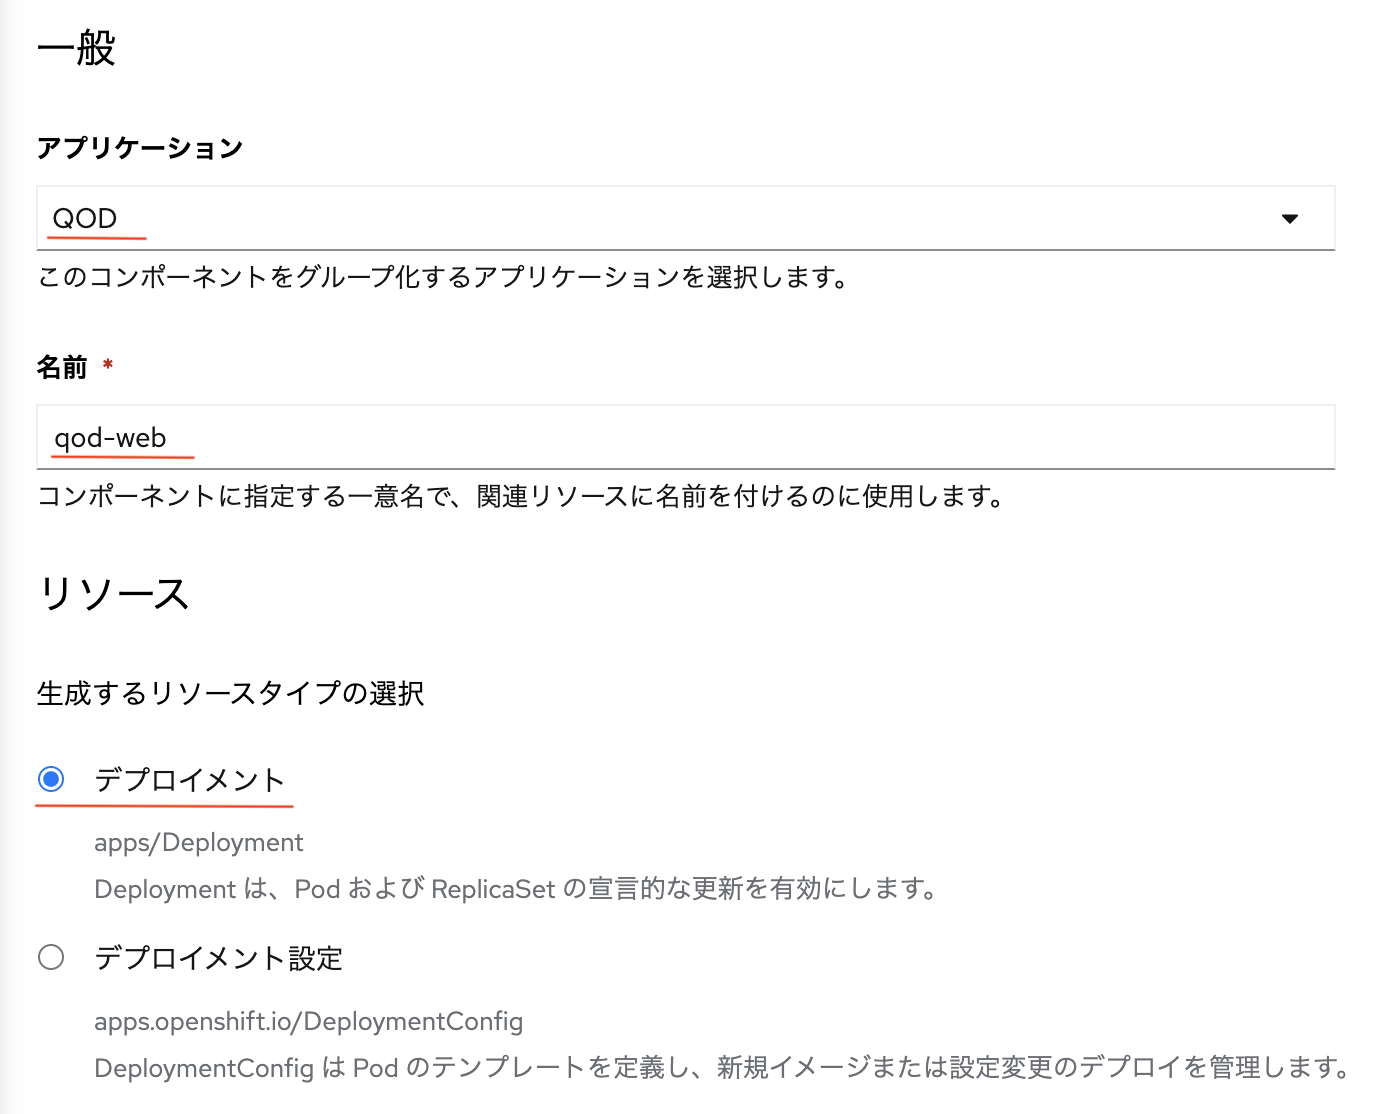 一般
アプリケーション
QOD
このコンポーネントをグループ化するアプリケーションを選択します。
名前 *
qod-web
コンポーネントに指定する一意名で、関連リソースに名前を付けるのに使用します。
リソース
生成するリソースタイプの選択
デプロイメント
apps/Deployment
Deployment は、Pod および ReplicaSet の宣言的な更新を有効にします。
デプロイメント設定
apps.openshift.io/DeploymentConfig
DeploymentConfig は Pod のテンプレートを定義し、新規イメージまたは設定変更のデプロイを管理します。